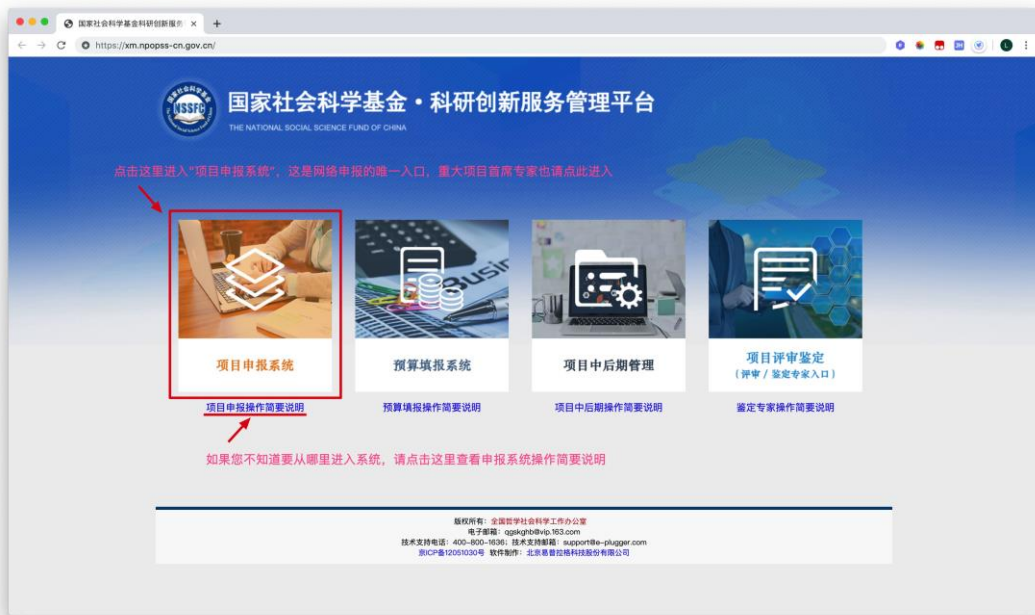 国家社会科学基金科研创新服务
https://xm.npopss-cn.gov.cn/
NSSFC
国家社会科学基金·科研创新服务管理平台
THE NATIONAL SOCIAL SCIENCE FUND OF CHINA
点击这里进入"项目申报系统"，这是网络申报的唯一入口，重大项目首席专家也请点此进入
Busin
项目申报系统
预算填报系统
项目中后期管理
项目评审鉴定
（评审 / 鉴定专家入口）
项目申报操作简要说明
预算填报操作简要说明
项目中后期操作简要说明
鉴定专家操作简要说明
如果您不知道要从哪里进入系统，请点击这里查看申报系统操作简要说明
版权所有：全国哲学社会科学工作办公室
电子邮箱：qgskghb@vip.163.com
技术支持电话：400-800-1636；技术支持邮箱：support@e-plugger.com
京ICP备12051030号 软件制作：北京易普拉格科技股份有限公司